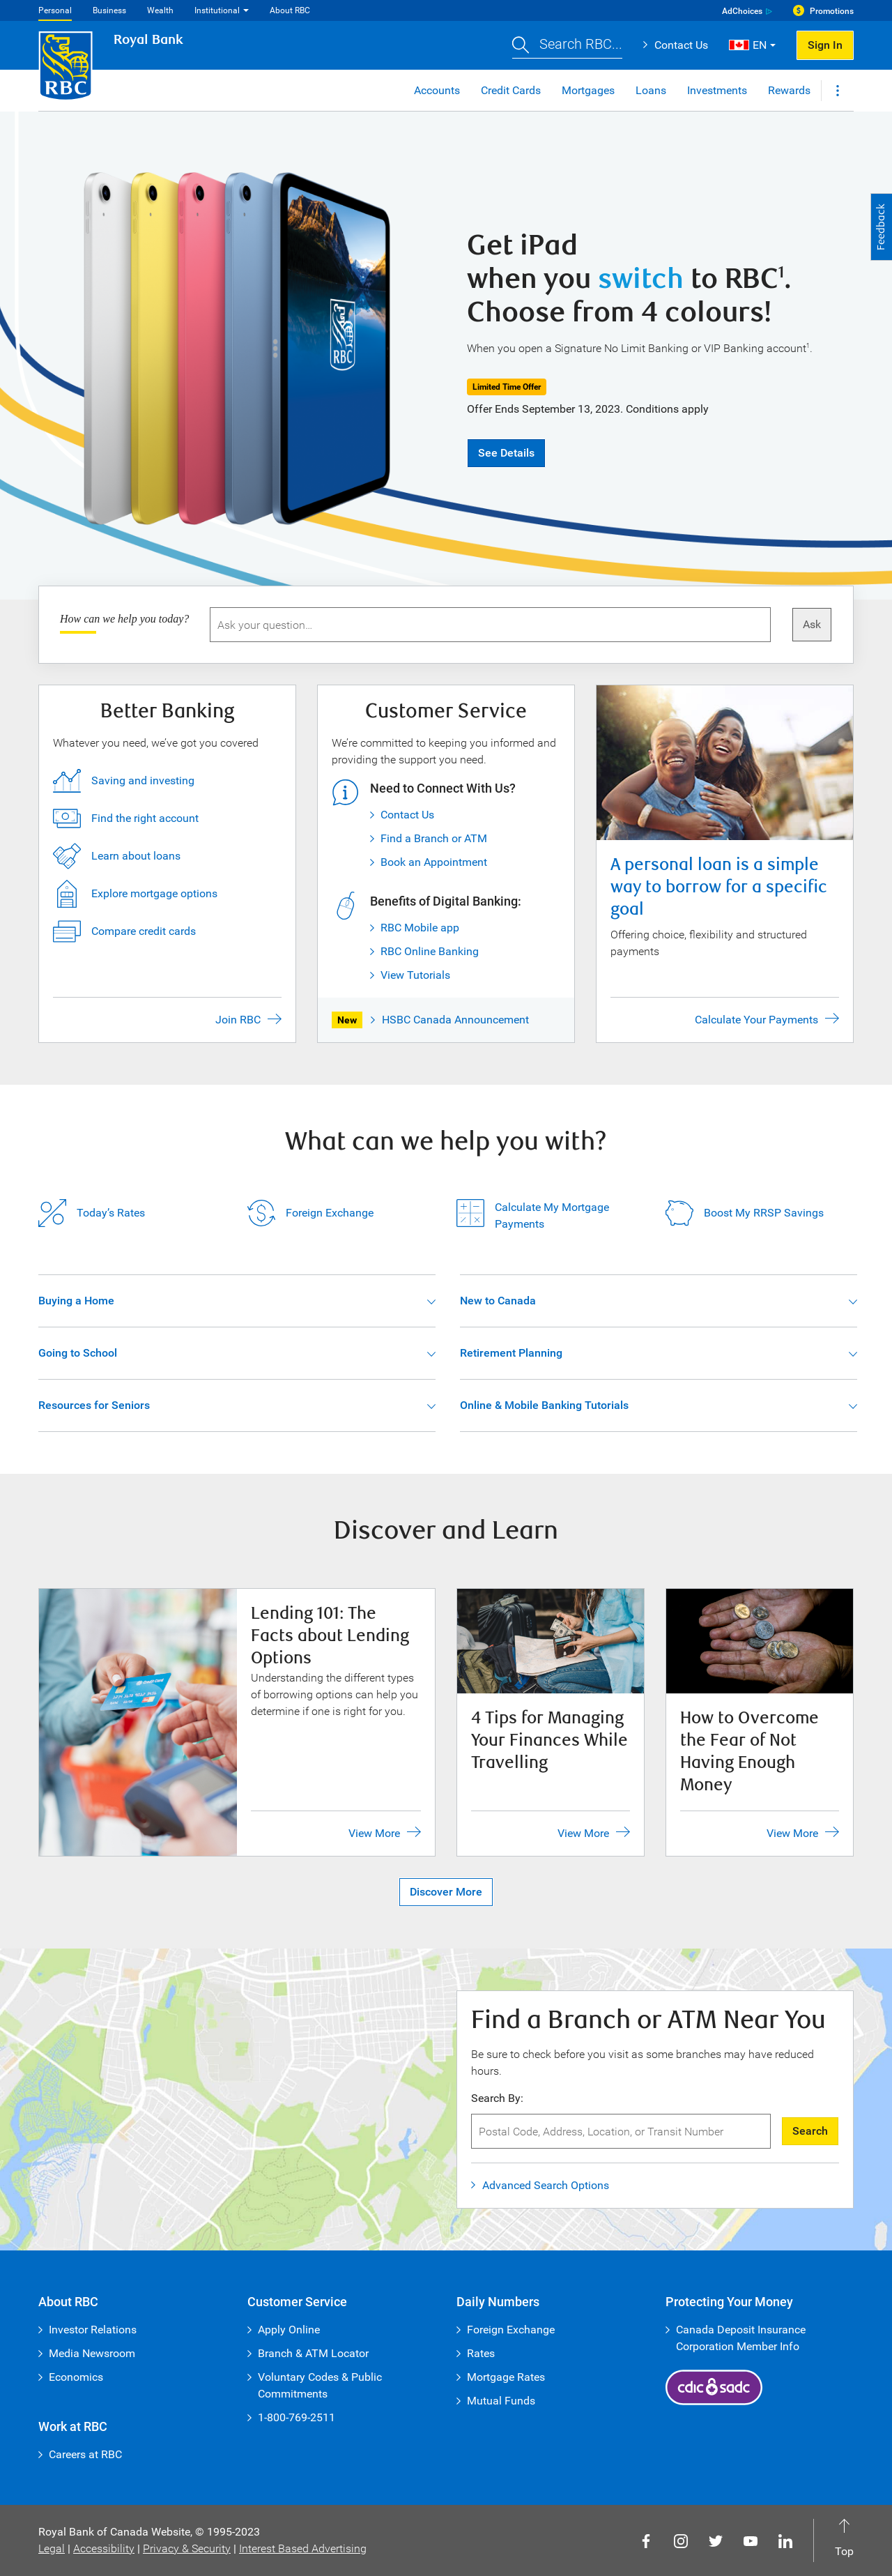 Personal Business Wealth Institutional About RBC AdChoices $ Promotions
RBC
Royal Bank
Search RBC...
Contact Us
EN
Sign In
Accounts Credit Cards Mortgages Loans Investments Rewards
Feedback
RBC
Get iPad
when you switch to RBC¹.
Choose from 4 colours!
When you open a Signature No Limit Banking or VIP Banking account¹.
Limited Time Offer
Offer Ends September 13, 2023. Conditions apply
See Details
How can we help you today?
Ask your question...
Ask
Better Banking
Whatever you need, we've got you covered
Saving and investing
Find the right account
Learn about loans
Explore mortgage options
Compare credit cards
Join RBC
Customer Service
We're committed to keeping you informed and
providing the support you need.
Need to Connect With Us?
Contact Us
Find a Branch or ATM
Book an Appointment
Benefits of Digital Banking:
RBC Mobile app
RBC Online Banking
View Tutorials
New
HSBC Canada Announcement
A personal loan is a simple
way to borrow for a specific
goal
Offering choice, flexibility and structured
payments
Calculate Your Payments
What can we help you with?
Today's Rates
Foreign Exchange
Calculate My Mortgage
Payments
Boost My RRSP Savings
Buying a Home
New to Canada
Going to School
Retirement Planning
Resources for Seniors
Online & Mobile Banking Tutorials
Discover and Learn
Lending 101: The
Facts about Lending
Options
Understanding the different types
of borrowing options can help you
determine if one is right for you.
View More
4 Tips for Managing
Your Finances While
Travelling
View More
How to Overcome
the Fear of Not
Having Enough
Money
View More
Discover More
Find a Branch or ATM Near You
Be sure to check before you visit as some branches may have reduced
hours.
Search By:
Postal Code, Address, Location, or Transit Number
Search
Advanced Search Options
About RBC
Investor Relations
Media Newsroom
Economics
Work at RBC
Careers at RBC
Customer Service
Apply Online
Branch & ATM Locator
Voluntary Codes & Public
Commitments
1-800-769-2511
Daily Numbers
Foreign Exchange
Rates
Mortgage Rates
Mutual Funds
Protecting Your Money
Canada Deposit Insurance
Corporation Member Info
cdic sadc
Royal Bank of Canada Website, © 1995-2023
Legal | Accessibility | Privacy & Security | Interest Based Advertising
Top